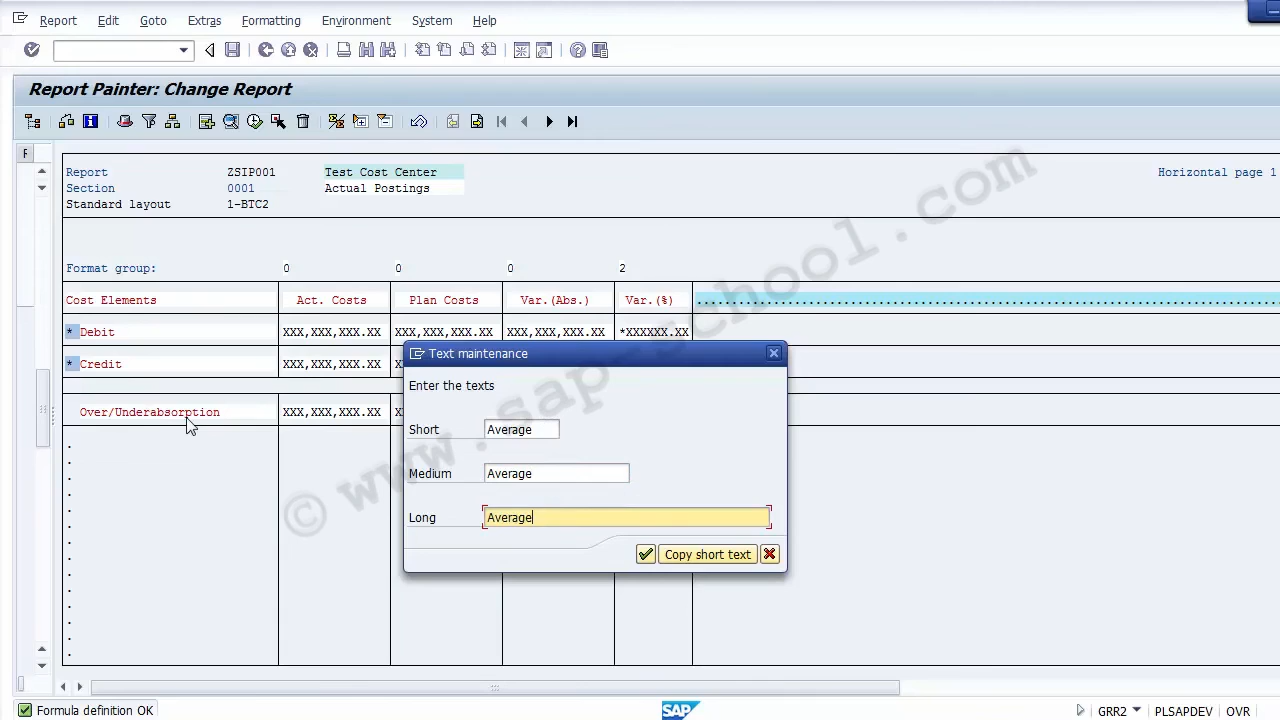 Report Edit Goto Extras Formatting Environment System Help
Report Painter: Change Report
F
Report ZSIP001 Test Cost Center Horizontal page 1
Section 0001 Actual Postings
Standard layout 1-BTC2
Format group: 0 0 0 2
Cost Elements Act. Costs Plan Costs Var.(Abs.) Var.(%)
* Debit XXX,XXX,XXX.XX XXX,XXX,XXX.XX XXX,XXX,XXX.XX *XXXXXX.XX
* Credit XXX,XXX,XXX.XX
Over/Underabsorption XXX,XXX,XXX.XX
Text maintenance
Enter the texts
Short Average
Medium Average
Long Average
Copy short text
© www.sap-school.com
Formula definition OK SAP GRR2 PLSAPDEV OVR